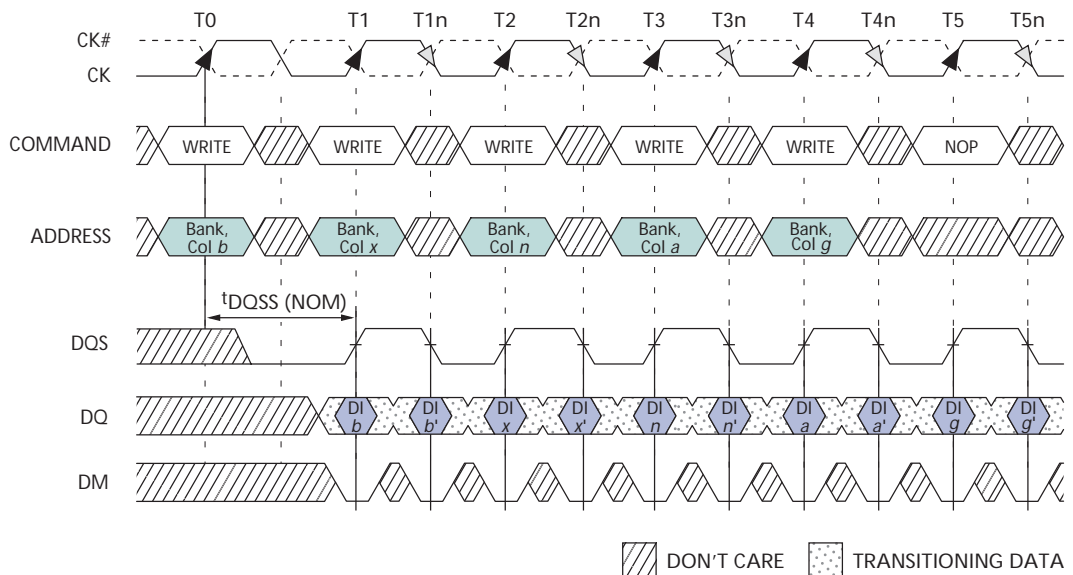 T0 T1 T1n T2 T2n T3 T3n T4 T4n T5 T5n
CK#
CK
COMMAND WRITE WRITE WRITE WRITE WRITE NOP
ADDRESS
Bank, Col b
Bank, Col x
Bank, Col n
Bank, Col a
Bank, Col g
tDQSS (NOM)
DQS
DQ
DI b
DI b'
DI x
DI x'
DI n
DI n'
DI a
DI a'
DI g
DI g'
DM
DON'T CARE
TRANSITIONING DATA